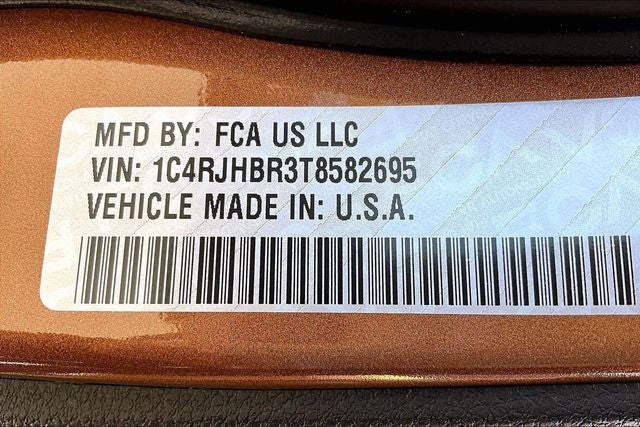 MFD BY: FCA US LLC
VIN: 1C4RJHBR3T8582695
VEHICLE MADE IN: U.S.A.